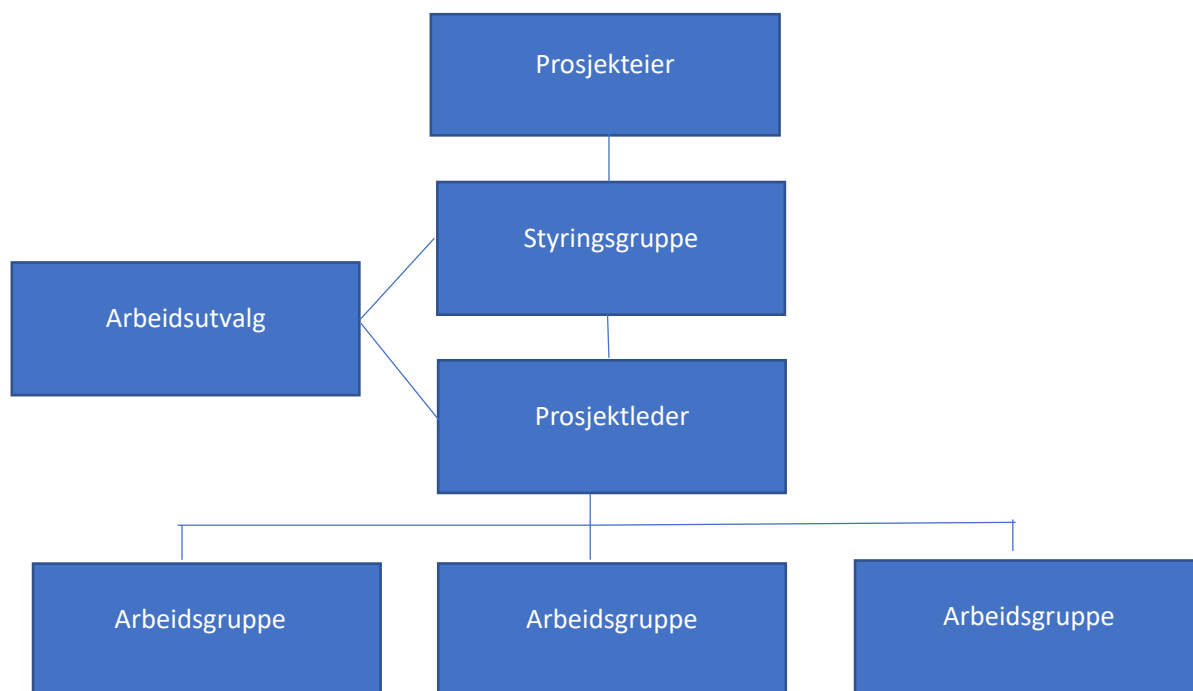 Prosjekteier
Styringsgruppe
Arbeidsutvalg
Prosjektleder
Arbeidsgruppe
Arbeidsgruppe
Arbeidsgruppe